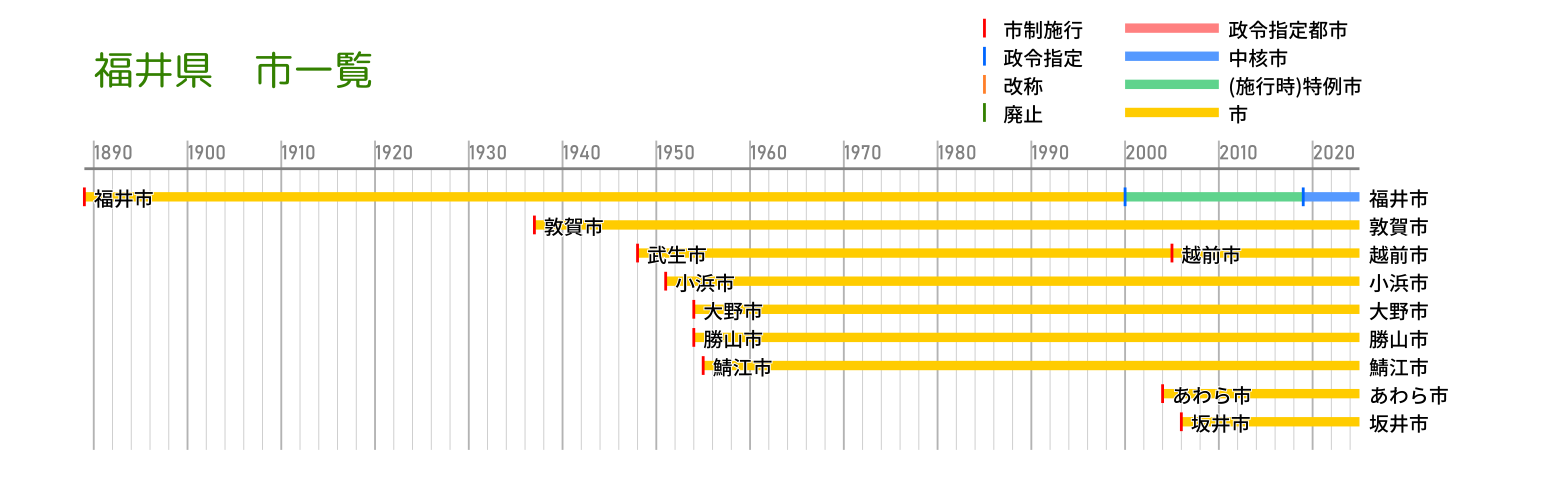 福井県　市一覧
市制施行
政令指定
改称
廃止
政令指定都市
中核市
(施行時)特例市
市
1890 1900 1910 1920 1930 1940 1950 1960 1970 1980 1990 2000 2010 2020
福井市 福井市
敦賀市 敦賀市
武生市 越前市 越前市
小浜市 小浜市
大野市 大野市
勝山市 勝山市
鯖江市 鯖江市
あわら市 あわら市
坂井市 坂井市